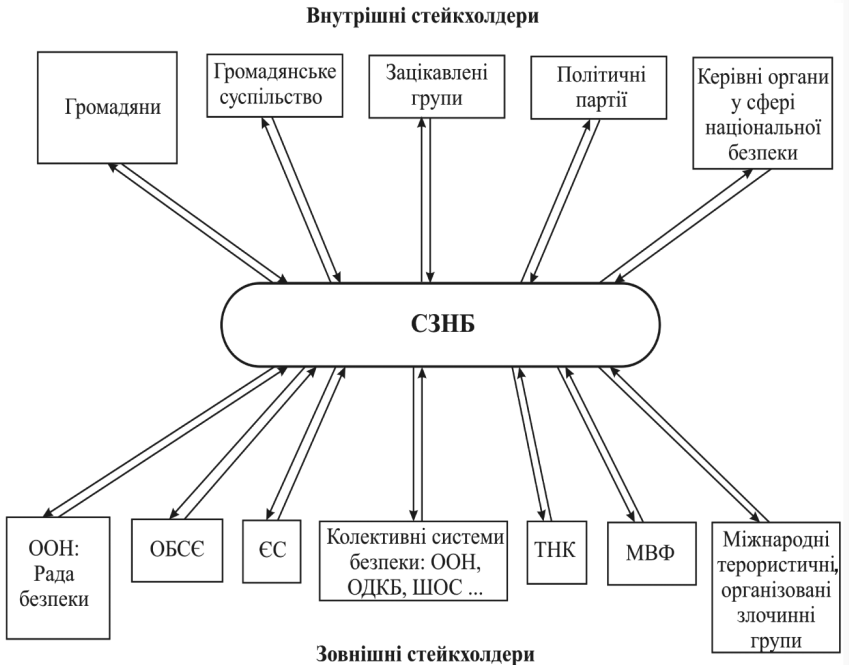 Внутрішні стейкхолдери
Громадяни
Громадянське
суспільство
Зацікавлені
групи
Політичні
партії
Керівні органи
у сфері
національної
безпеки
СЗНБ
ООН:
Рада
безпеки
ОБСЄ
ЄС
Колективні системи
безпеки: ООН,
ОДКБ, ШОС ...
ТНК
МВФ
Міжнародні
терористичні,
організовані
злочинні
групи
Зовнішні стейкхолдери